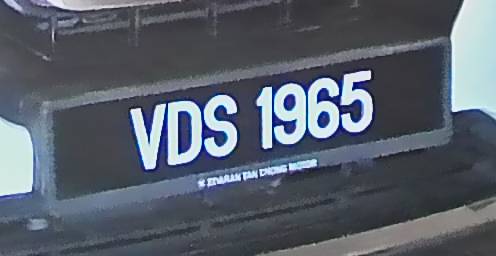 VDS 1965
EDARAN TAN CHONG MOTOR